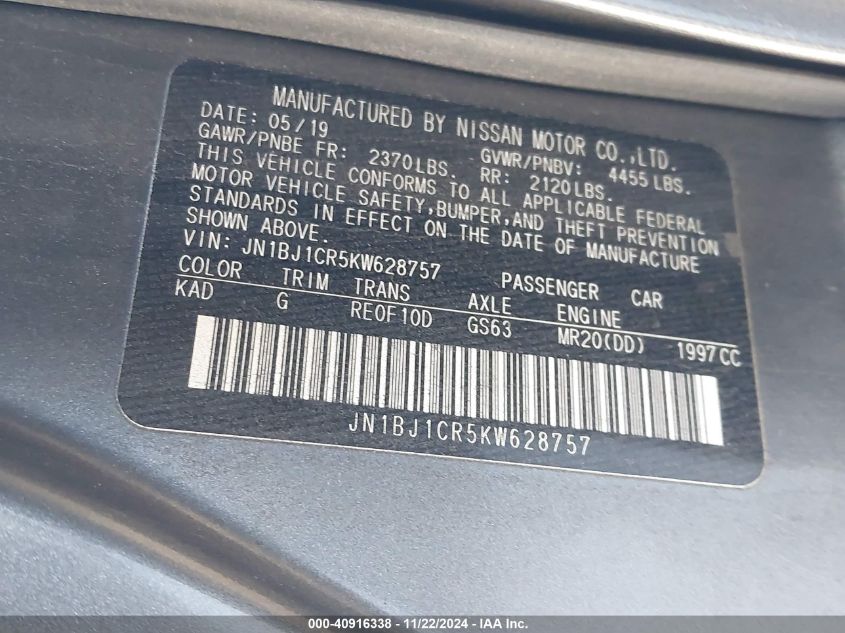 MANUFACTURED BY NISSAN MOTOR CO.,LTD.
DATE: 05/19 GVWR/PNBV: 4455 LBS.
GAWR/PNBE FR: 2370LBS. RR: 2120LBS.
THIS VEHICLE CONFORMS TO ALL APPLICABLE FEDERAL
MOTOR VEHICLE SAFETY,BUMPER,AND THEFT PREVENTION
STANDARDS IN EFFECT ON THE DATE OF MANUFACTURE
SHOWN ABOVE.
VIN: JN1BJ1CR5KW628757 PASSENGER CAR
COLOR TRIM TRANS AXLE ENGINE
KAD G RE0F10D GS63 MR20(DD) 1997CC
JN1BJ1CR5KW628757
000-40916338 - 11/22/2024 - www.iaai.com